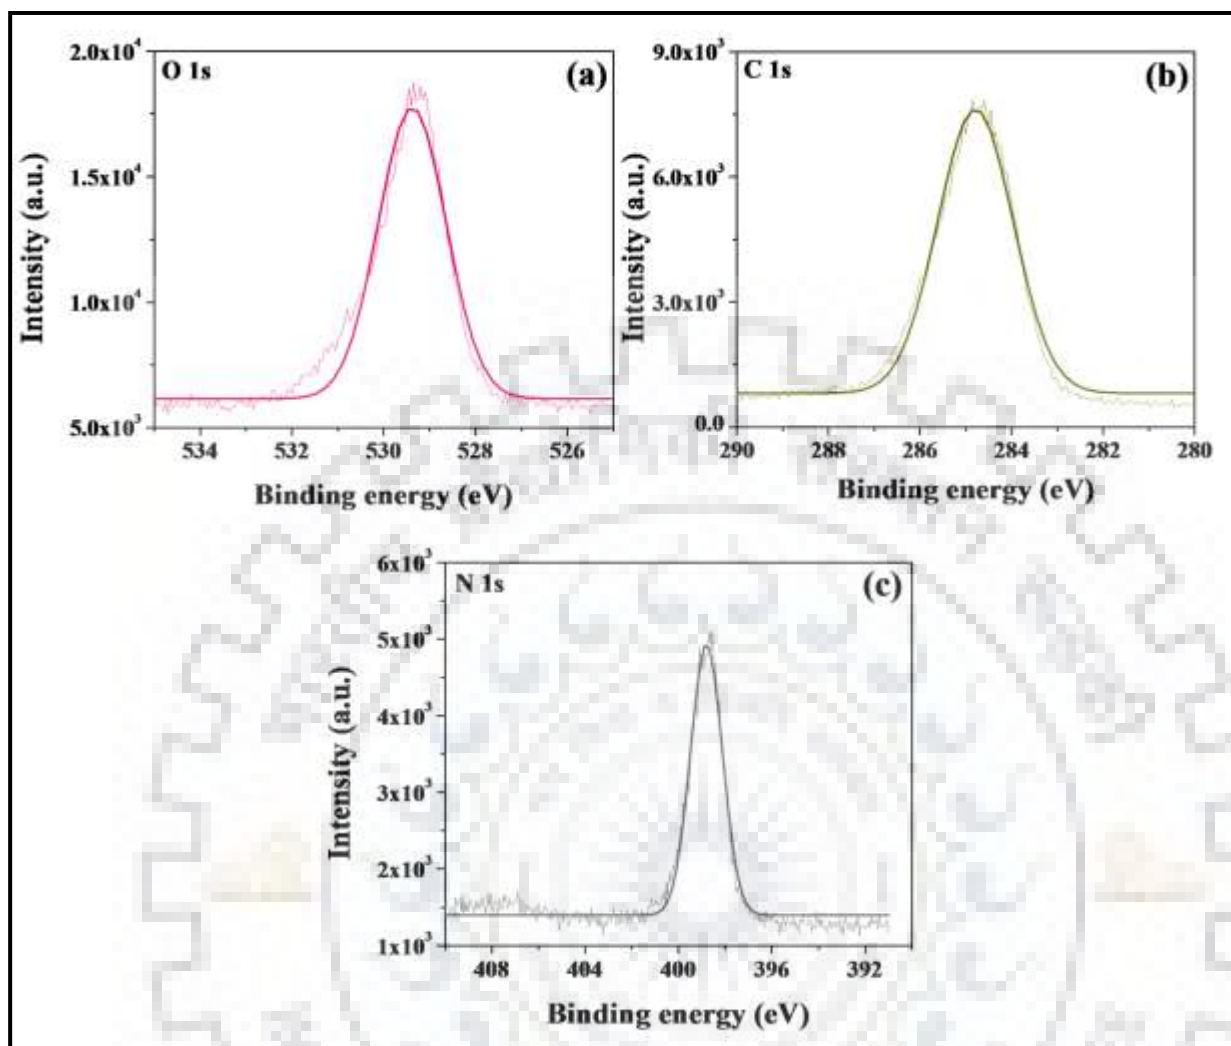 O 1s
(a)
2.0x10⁴
1.5x10⁴
1.0x10⁴
5.0x10³
Intensity (a.u.)
534 532 530 528 526
Binding energy (eV)
C 1s
(b)
9.0x10³
6.0x10³
3.0x10³
0.0
Intensity (a.u.)
290 288 286 284 282 280
Binding energy (eV)
N 1s
(c)
6x10³
5x10³
4x10³
3x10³
2x10³
1x10³
Intensity (a.u.)
408 404 400 396 392
Binding energy (eV)